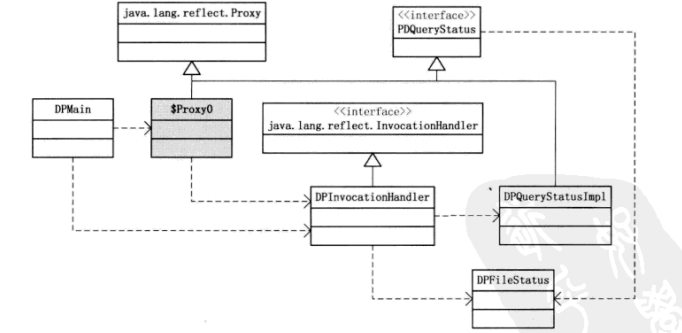 java.lang.reflect.Proxy
<<interface>>
PDQueryStatus
DPMain
$Proxy0
<<interface>>
java.lang.reflect.InvocationHandler
DPInvocationHandler
DPQueryStatusImpl
DPFileStatus